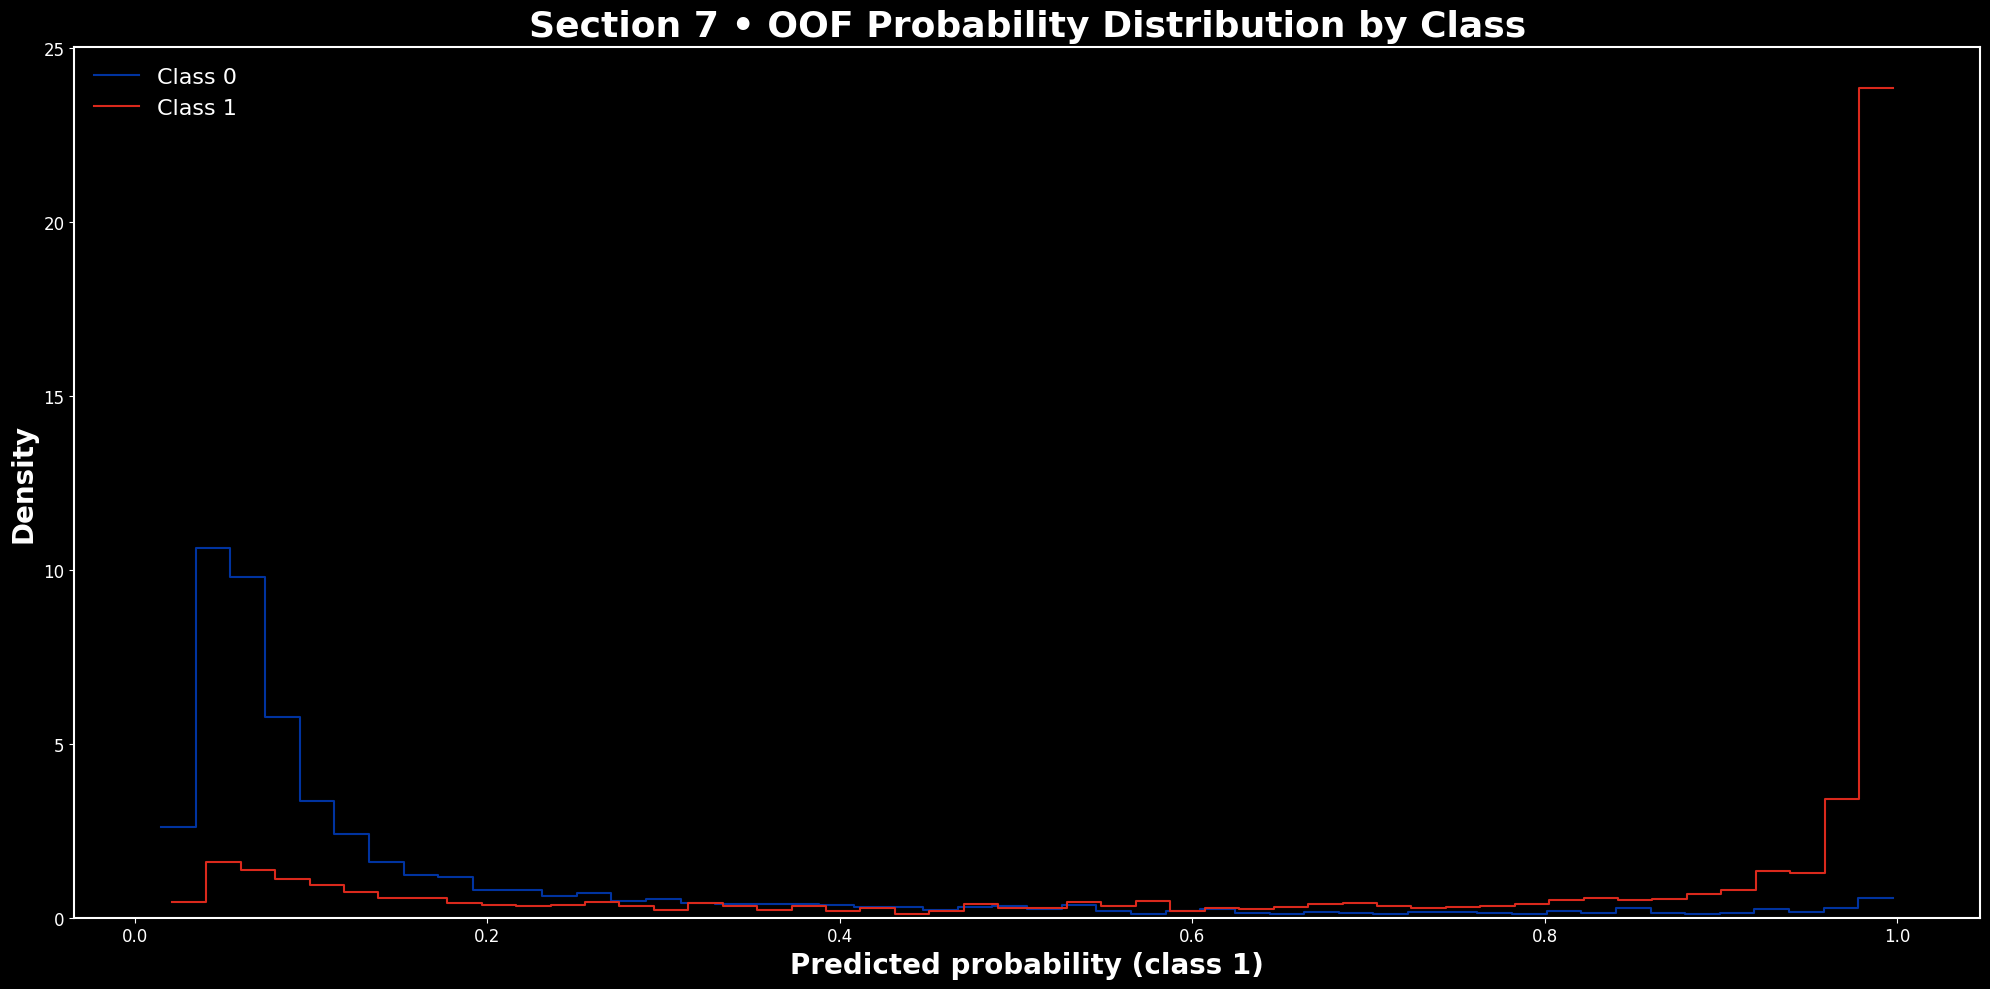 Section 7 • OOF Probability Distribution by Class
Class 0
Class 1
Density
25
20
15
10
5
0
0.0 0.2 0.4 0.6 0.8 1.0
Predicted probability (class 1)